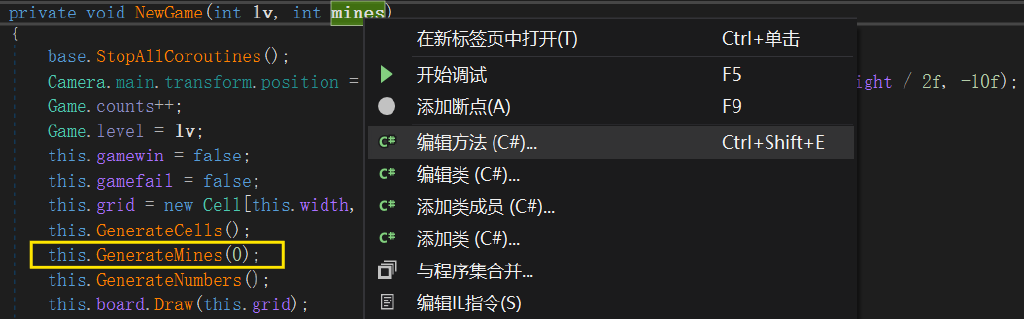 private void NewGame(int lv, int mines)
{
在新标签页中打开(T) Ctrl+单击
base.StopAllCoroutines();
Camera.main.transform.position = ight / 2f, -10f);
开始调试 F5
Game.counts++;
添加断点(A) F9
Game.level = lv;
编辑方法 (C#)... Ctrl+Shift+E
this.gamewin = false;
C# 编辑类 (C#)...
this.gamefail = false;
C# 添加类成员 (C#)...
this.grid = new Cell[this.width,
this.GenerateCells();
C# 添加类 (C#)...
this.GenerateMines(0);
与程序集合并...
this.GenerateNumbers();
编辑IL指令(S)
this.board.Draw(this.grid);